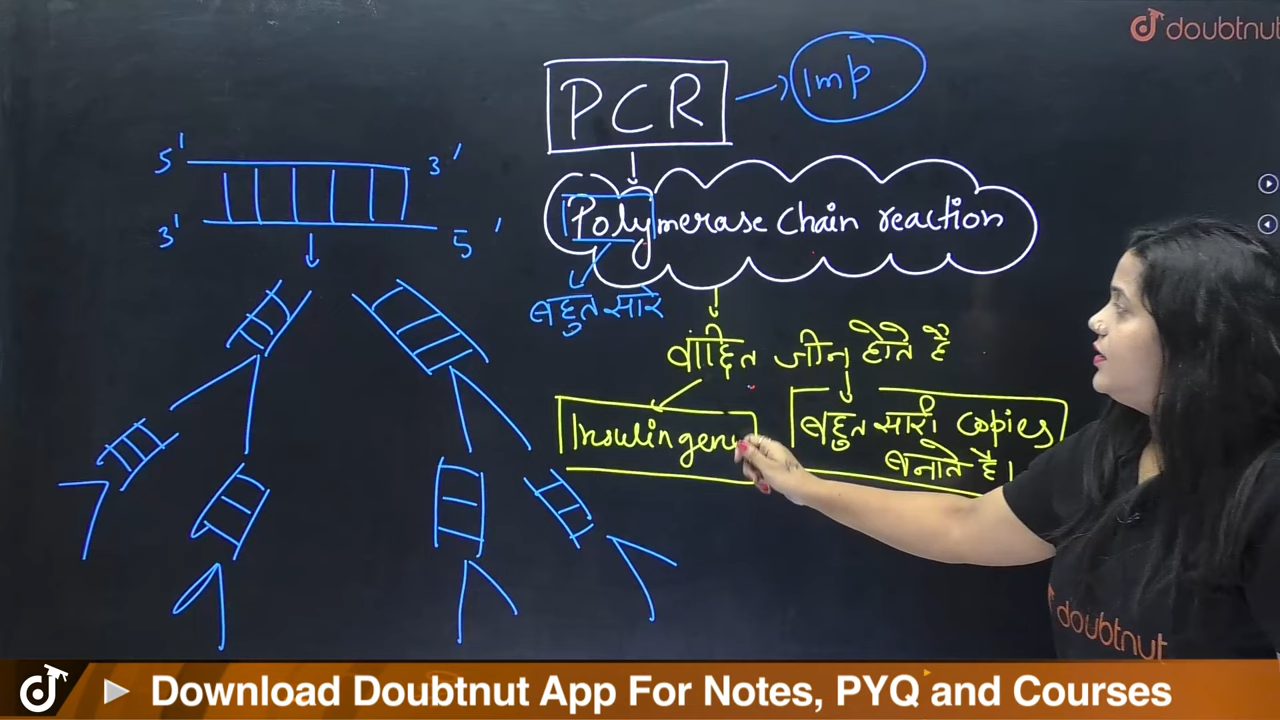 doubtnut
PCR → Imp
5' 3'
3' 5'
Polymerase Chain reaction
बहुत सारे
वांछित जीन होते है
Insulin gene
बहुत सारी copies
बनाते है।
doubtnut
Download Doubtnut App For Notes, PYQ and Courses